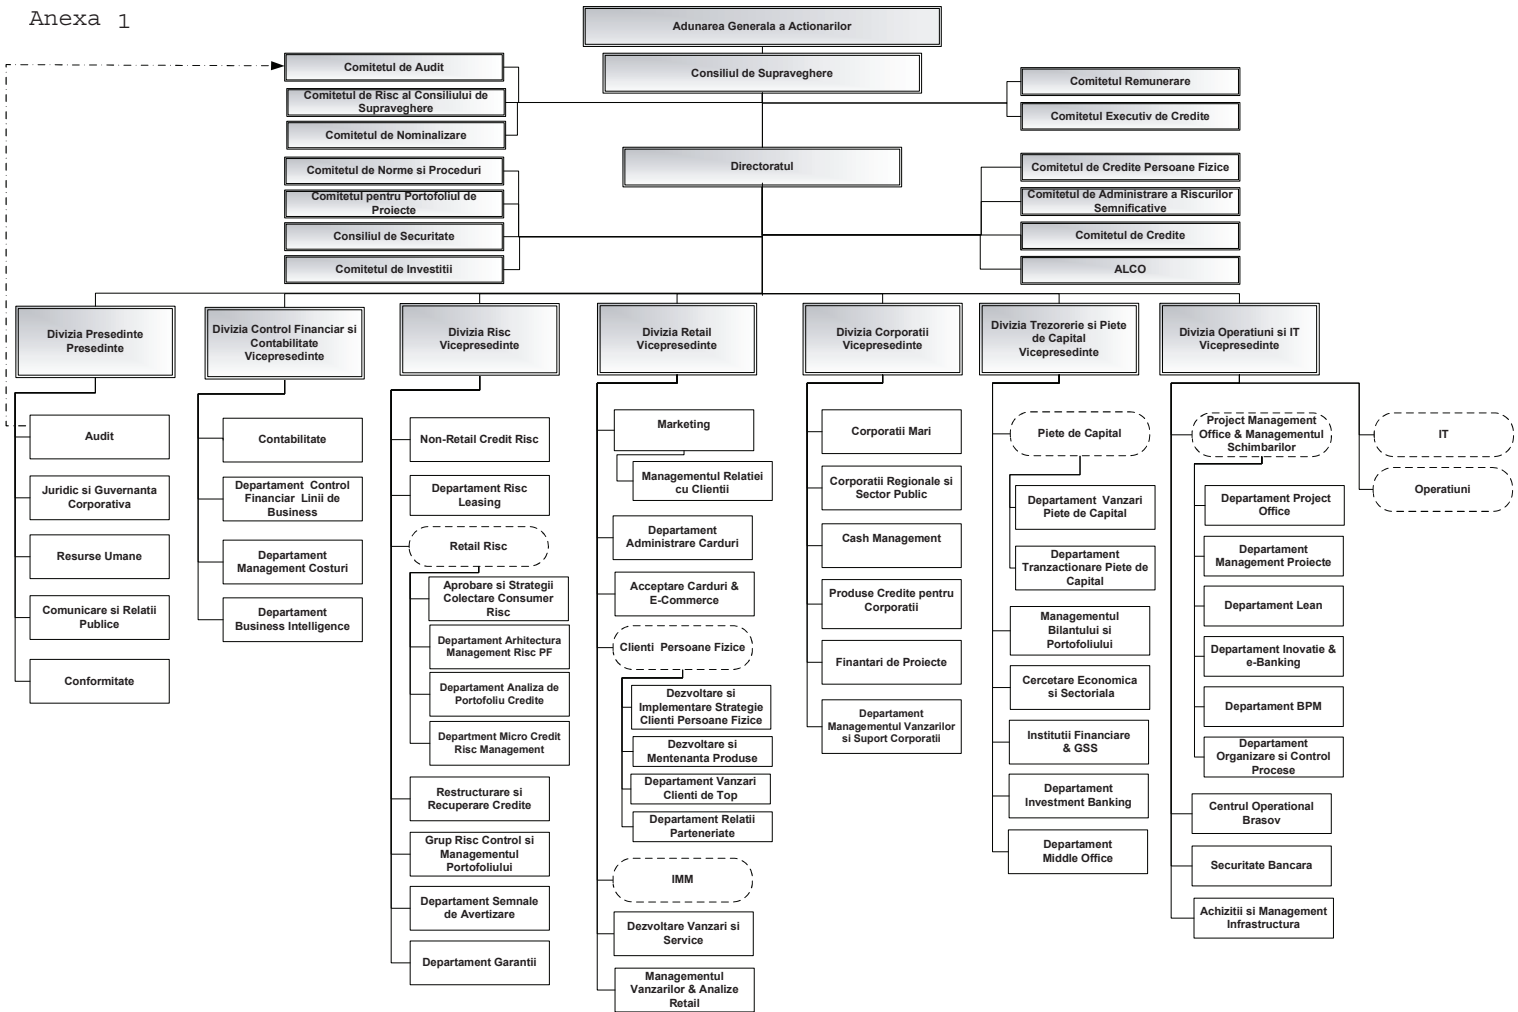 Anexa 1
Adunarea Generala a Actionarilor
Consiliul de Supraveghere
Comitetul de Audit
Comitetul de Risc al Consiliului de
Supraveghere
Comitetul de Nominalizare
Comitetul Remunerare
Comitetul Executiv de Credite
Directoratul
Comitetul de Norme si Proceduri
Comitetul pentru Portofoliul de
Proiecte
Consiliul de Securitate
Comitetul de Investitii
Comitetul de Credite Persoane Fizice
Comitetul de Administrare a Riscurilor
Semnificative
Comitetul de Credite
ALCO
Divizia Presedinte
Presedinte
Audit
Juridic si Guvernanta
Corporativa
Resurse Umane
Comunicare si Relatii
Publice
Conformitate
Divizia Control Financiar si
Contabilitate
Vicepresedinte
Contabilitate
Departament Control
Financiar Linii de
Business
Departament
Management Costuri
Departament
Business Intelligence
Divizia Risc
Vicepresedinte
Non-Retail Credit Risc
Departament Risc
Leasing
Retail Risc
Aprobare si Strategii
Colectare Consumer
Risc
Departament Arhitectura
Management Risc PF
Departament Analiza de
Portofoliu Credite
Department Micro Credit
Risc Management
Restructurare si
Recuperare Credite
Grup Risc Control si
Managementul
Portofoliului
Departament Semnale
de Avertizare
Departament Garantii
Divizia Retail
Vicepresedinte
Marketing
Managementul Relatiei
cu Clientii
Departament
Administrare Carduri
Acceptare Carduri &
E-Commerce
Clienti Persoane Fizice
Dezvoltare si
Implementare Strategie
Clienti Persoane Fizice
Dezvoltare si
Mentenanta Produse
Departament Vanzari
Clienti de Top
Departament Relatii
Parteneriate
IMM
Dezvoltare Vanzari si
Service
Managementul
Vanzarilor & Analize
Retail
Divizia Corporatii
Vicepresedinte
Corporatii Mari
Corporatii Regionale si
Sector Public
Cash Management
Produse Credite pentru
Corporatii
Finantari de Proiecte
Departament
Managementul Vanzarilor
si Suport Corporatii
Divizia Trezorerie si Piete
de Capital
Vicepresedinte
Piete de Capital
Departament Vanzari
Piete de Capital
Departament
Tranzactionare Piete de
Capital
Managementul
Bilantului si
Portofoliului
Cercetare Economica
si Sectoriala
Institutii Financiare
& GSS
Departament
Investment Banking
Departament
Middle Office
Divizia Operatiuni si IT
Vicepresedinte
Project Management
Office & Managementul
Schimbarilor
Departament Project
Office
Departament
Management Proiecte
Departament Lean
Departament Inovatie &
e-Banking
Departament BPM
Departament
Organizare si Control
Procese
Centrul Operational
Brasov
Securitate Bancara
Achizitii si Management
Infrastructura
IT
Operatiuni